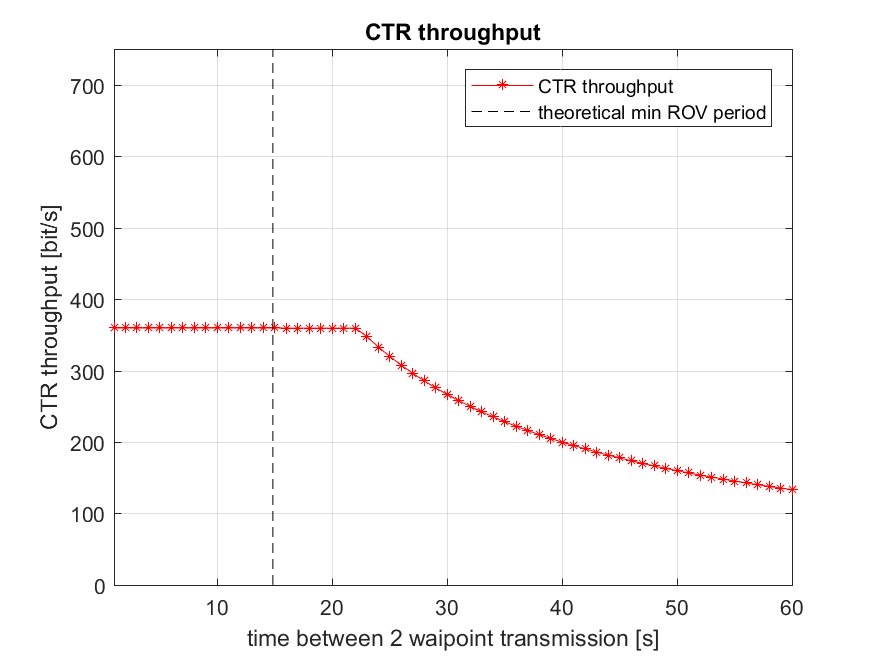 CTR throughput
CTR throughput
theoretical min ROV period
CTR throughput [bit/s]
700
600
500
400
300
200
100
0
10
20
30
40
50
60
time between 2 waipoint transmission [s]